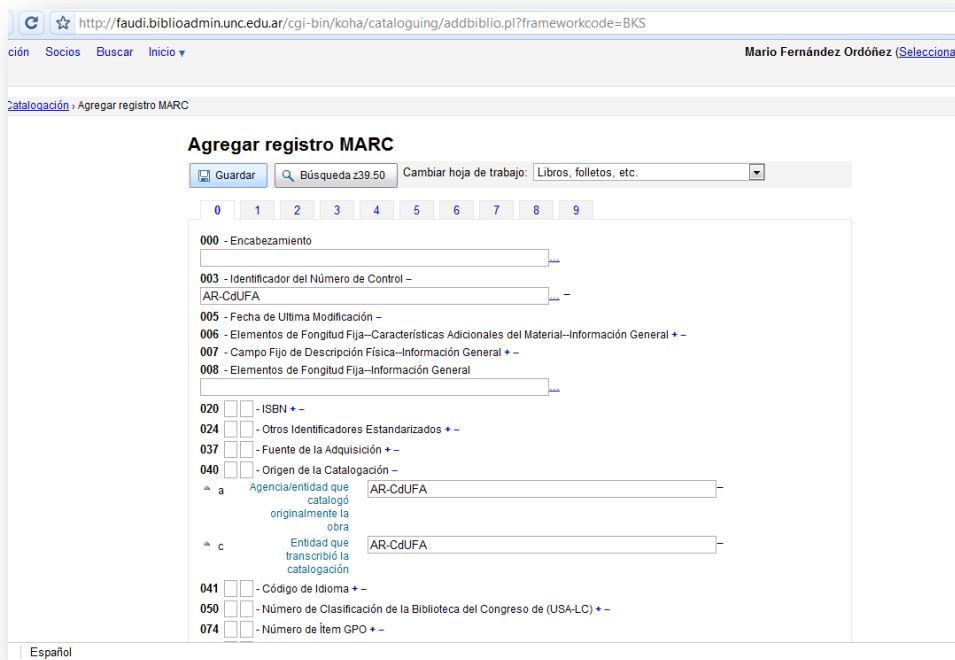 http://faudi.biblioadmin.unc.edu.ar/cgi-bin/koha/cataloguing/addbiblio.pl?frameworkcode=BKS
ción Socios Buscar Inicio ▾ Mario Fernández Ordóñez (Selecciona
Catalogación › Agregar registro MARC
Agregar registro MARC
Guardar Búsqueda z39.50 Cambiar hoja de trabajo: Libros, folletos, etc.
0 1 2 3 4 5 6 7 8 9
000 - Encabezamiento
...
003 - Identificador del Número de Control –
AR-CdUFA ... –
005 - Fecha de Ultima Modificación –
006 - Elementos de Fongitud Fija--Características Adicionales del Material--Información General + –
007 - Campo Fijo de Descripción Física--Información General + –
008 - Elementos de Fongitud Fija--Información General
...
020 - ISBN + –
024 - Otros Identificadores Estandarizados + –
037 - Fuente de la Adquisición + –
040 - Origen de la Catalogación –
a Agencia/entidad que AR-CdUFA –
catalogó
originalmente la
obra
c Entidad que AR-CdUFA –
transcribió la
catalogación
041 - Código de Idioma + –
050 - Número de Clasificación de la Biblioteca del Congreso de (USA-LC) + –
074 - Número de Ítem GPO + –
Español